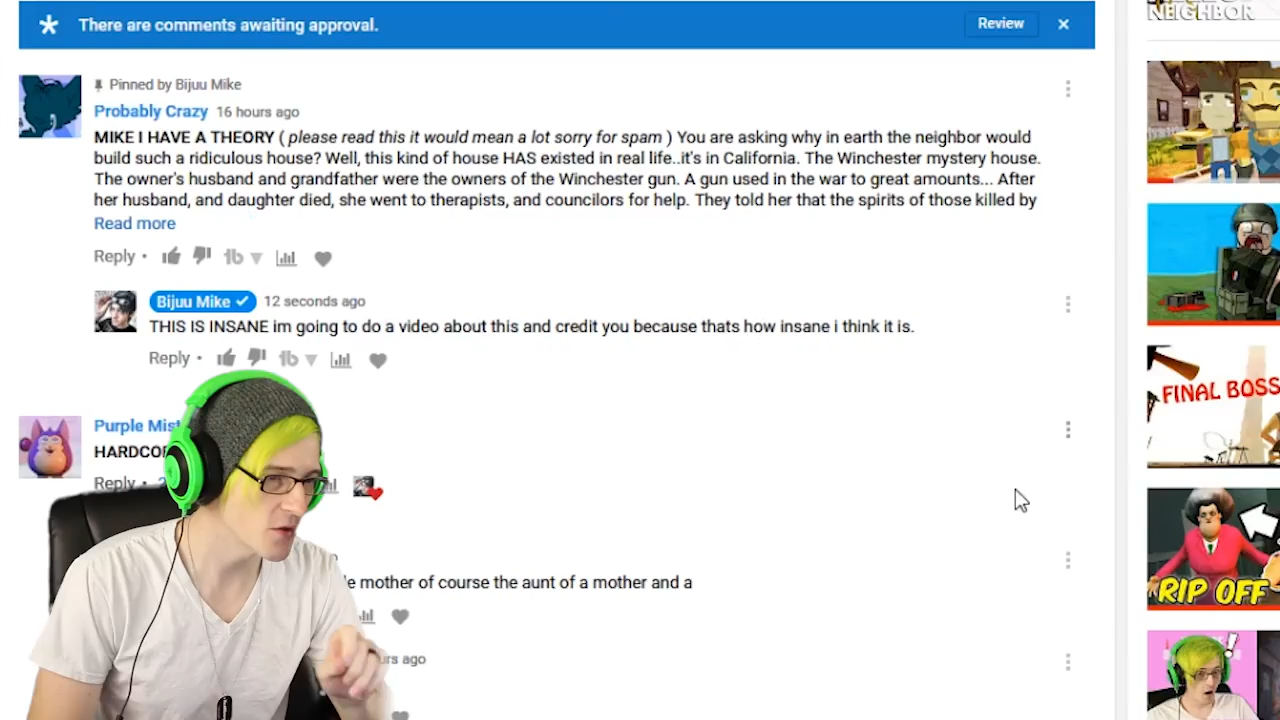 There are comments awaiting approval.
Review
NEIGHBOR
Pinned by Bijuu Mike
Probably Crazy 16 hours ago
MIKE I HAVE A THEORY ( please read this it would mean a lot sorry for spam ) You are asking why in earth the neighbor would
build such a ridiculous house? Well, this kind of house HAS existed in real life..it's in California. The Winchester mystery house.
The owner's husband and grandfather were the owners of the Winchester gun. A gun used in the war to great amounts... After
her husband, and daughter died, she went to therapists, and councilors for help. They told her that the spirits of those killed by
Read more
Reply •
Bijuu Mike 12 seconds ago
THIS IS INSANE im going to do a video about this and credit you because thats how insane i think it is.
Reply •
FINAL BOSS
Purple Mist
HARDCO
Reply •
mother of course the aunt of a mother and a
RIP OFF
ago